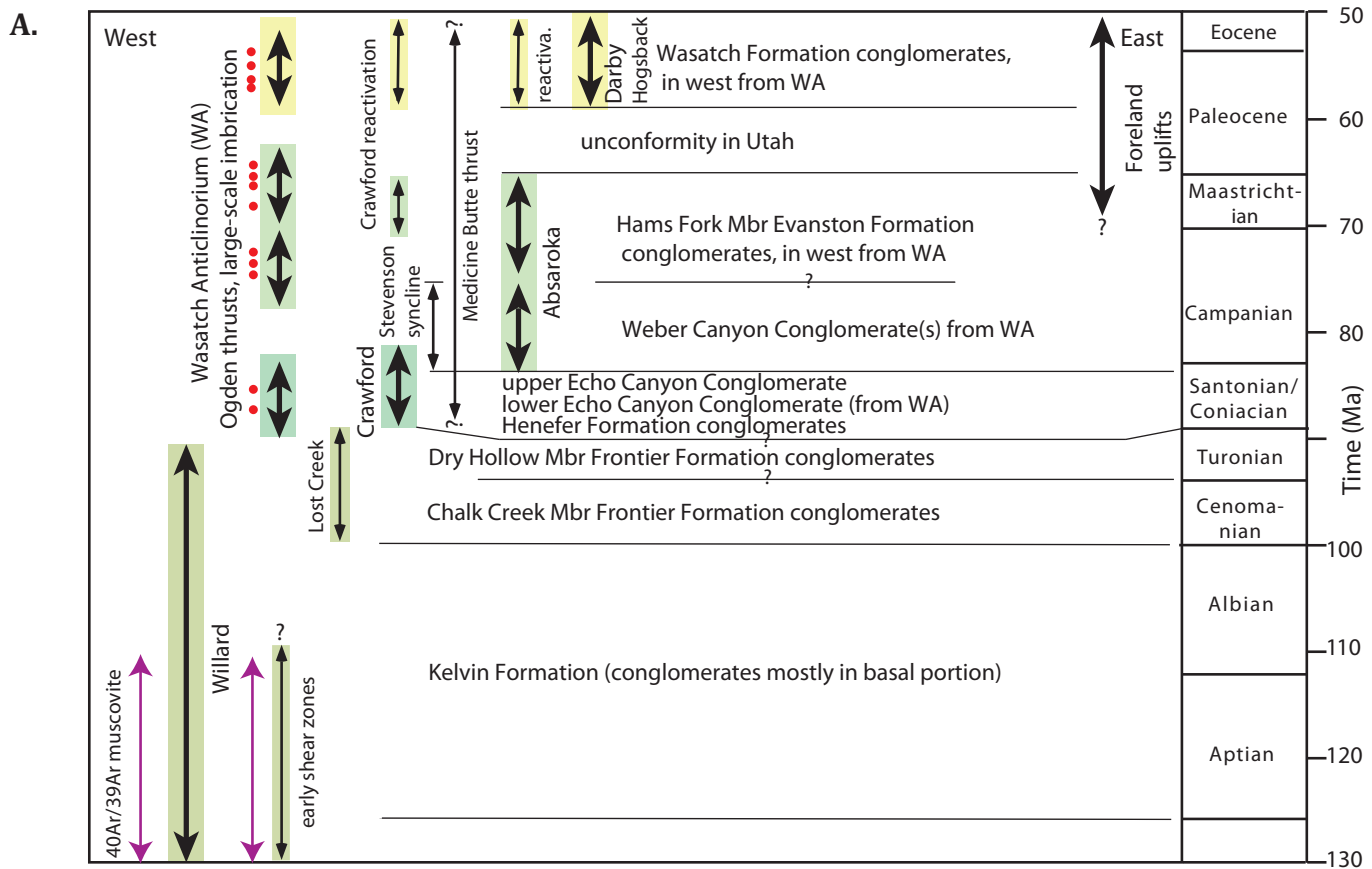 A.
West
East
50
60
70
80
100
110
120
130
Time (Ma)
Eocene
Paleocene
Maastricht-
ian
Campanian
Santonian/
Coniacian
Turonian
Cenoma-
nian
Albian
Aptian
Wasatch Anticlinorium (WA)
Ogden thrusts, large-scale imbrication
Crawford reactivation
?
Medicine Butte thrust
?
reactiva.
Darby
Hogsback
Wasatch Formation conglomerates,
in west from WA
Foreland
uplifts
?
unconformity in Utah
Hams Fork Mbr Evanston Formation
conglomerates, in west from WA
?
Stevenson
syncline
Absaroka
Weber Canyon Conglomerate(s) from WA
Crawford
upper Echo Canyon Conglomerate
lower Echo Canyon Conglomerate (from WA)
Henefer Formation conglomerates
?
Dry Hollow Mbr Frontier Formation conglomerates
?
Lost Creek
Chalk Creek Mbr Frontier Formation conglomerates
40Ar/39Ar muscovite
Willard
?
early shear zones
Kelvin Formation (conglomerates mostly in basal portion)